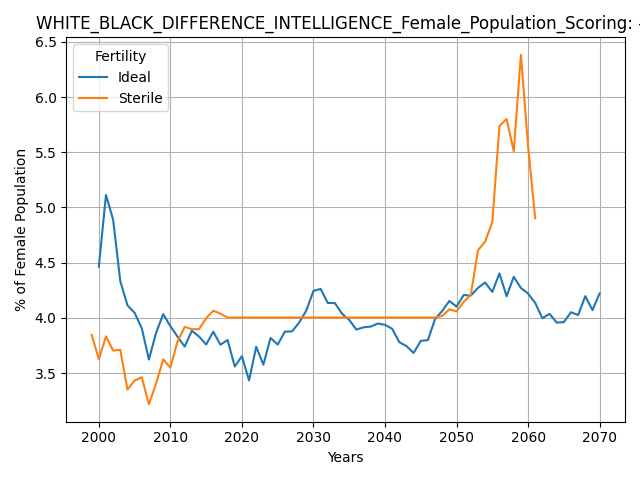 WHITE_BLACK_DIFFERENCE_INTELLIGENCE_Female_Population_Scoring: -
Fertility
Ideal
Sterile
6.5
6.0
5.5
5.0
4.5
4.0
3.5
% of Female Population
2000 2010 2020 2030 2040 2050 2060 2070
Years